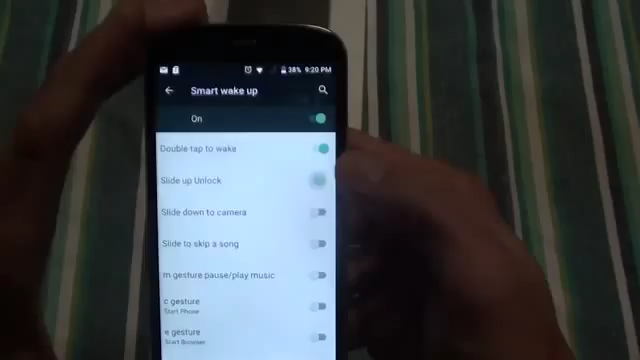 38% 9:20 PM
Smart wake up
On
Double tap to wake
Slide up Unlock
Slide down to camera
Slide to skip a song
m gesture pause/play music
c gesture
Start Phone
e gesture
Start Browser